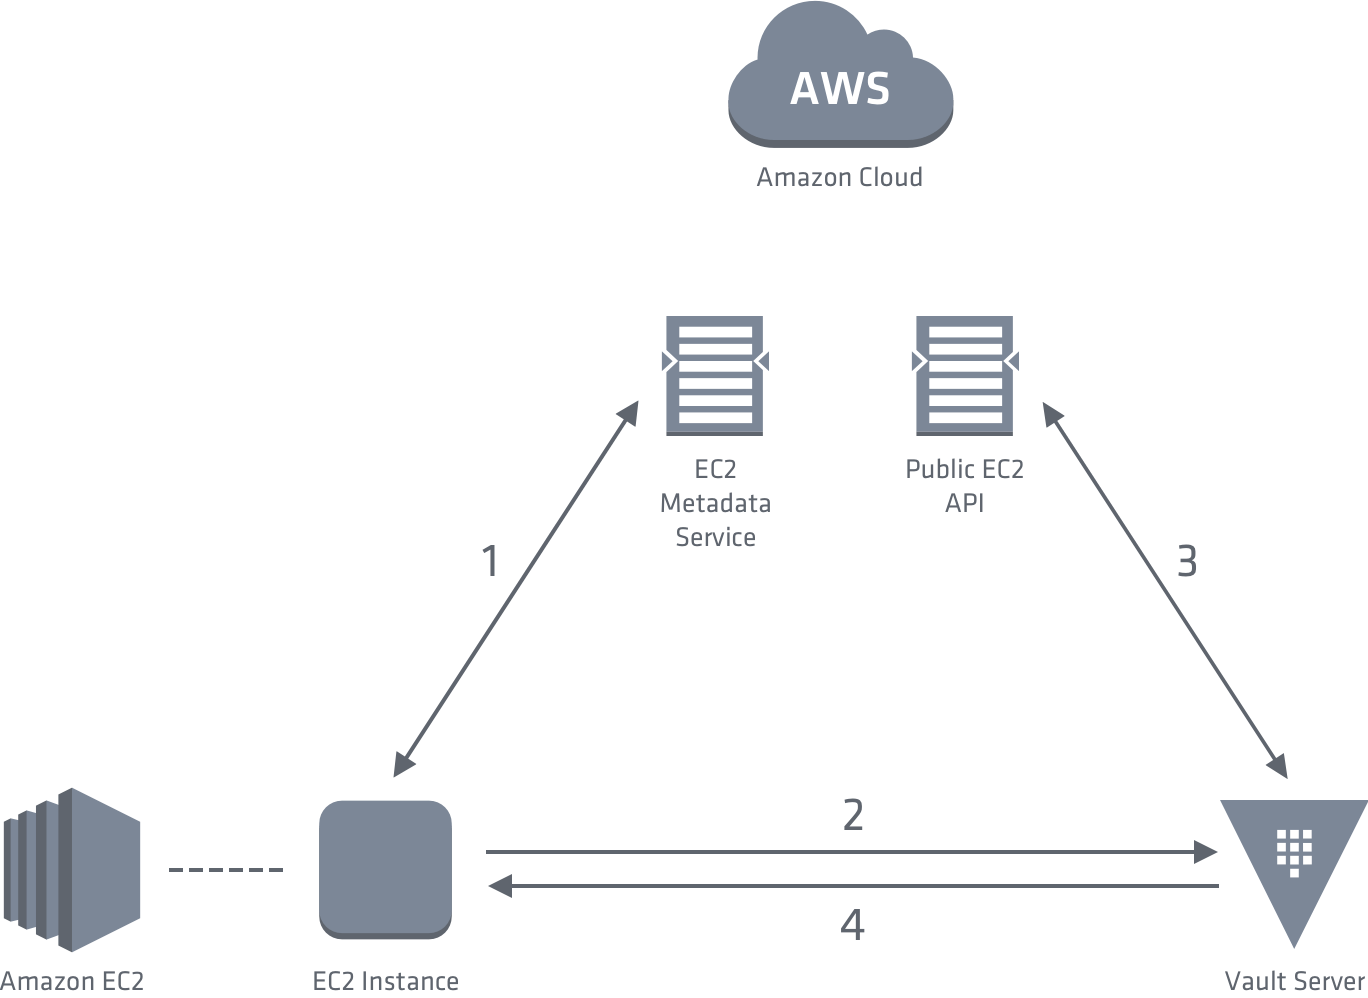 AWS
Amazon Cloud
EC2
Metadata
Service
Public EC2
API
1
3
2
4
Amazon EC2
EC2 Instance
Vault Server